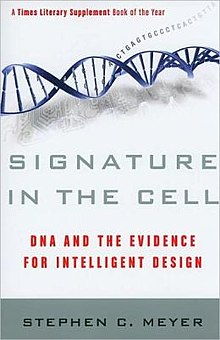 A Times Literary Supplement Book of the Year
CTGAGTGCCCTCACTGTT
SIGNATURE
IN THE CELL
DNA AND THE EVIDENCE
FOR INTELLIGENT DESIGN
STEPHEN C. MEYER